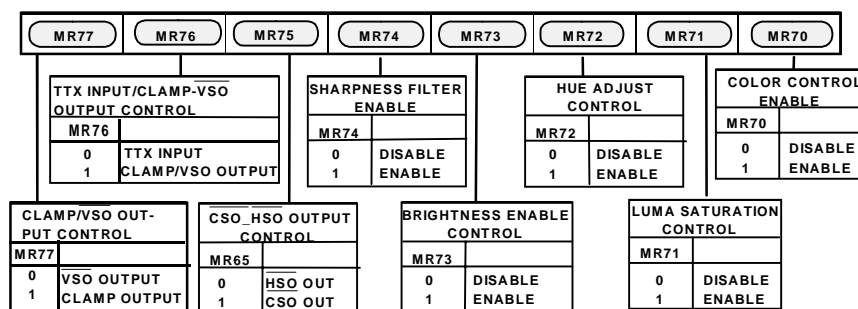 MR77 MR76 MR75 MR74 MR73 MR72 MR71 MR70
TTX INPUT/CLAMP-VSO
OUTPUT CONTROL
MR76
0 TTX INPUT
1 CLAMP/VSO OUTPUT
SHARPNESS FILTER
ENABLE
MR74
0 DISABLE
1 ENABLE
HUE ADJUST
CONTROL
MR72
0 DISABLE
1 ENABLE
COLOR CONTROL
ENABLE
MR70
0 DISABLE
1 ENABLE
CLAMP/VSO OUT-
PUT CONTROL
MR77
0 VSO OUTPUT
1 CLAMP OUTPUT
CSO_HSO OUTPUT
CONTROL
MR65
0 HSO OUT
1 CSO OUT
BRIGHTNESS ENABLE
CONTROL
MR73
0 DISABLE
1 ENABLE
LUMA SATURATION
CONTROL
MR71
0 DISABLE
1 ENABLE